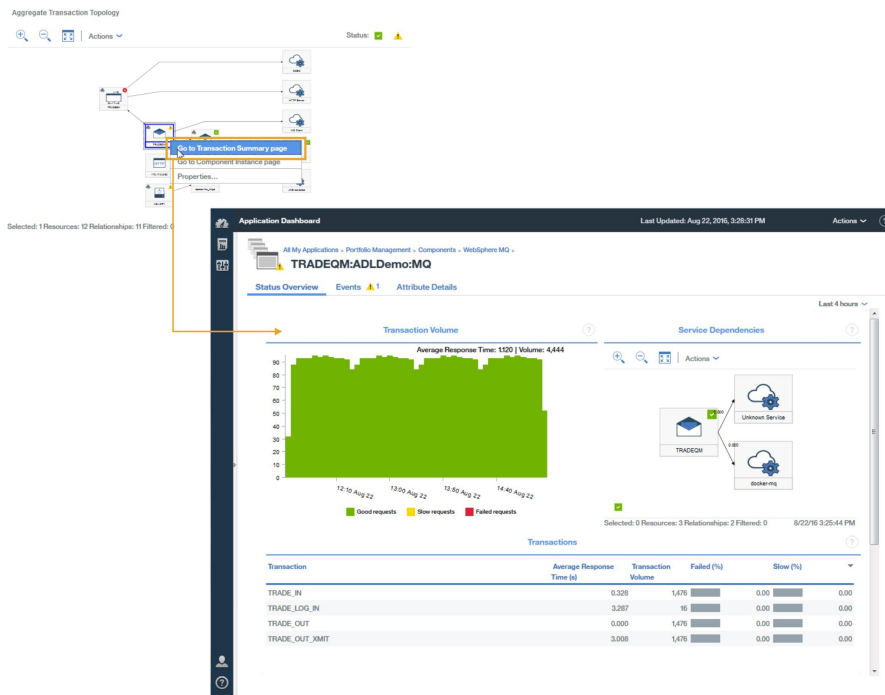 Aggregate Transaction Topology
Actions
Status:
Go to Transaction Summary page
Go to Component Instance page
Properties...
Selected: 1 Resources: 12 Relationships: 11 Filtered:
Application Dashboard
Last Updated: Aug 22, 2016, 3:28:31 PM
Actions
All My Applications > Portfolio Management > Components > WebSphere MQ >
TRADEQM:ADLDemo:MQ
Status Overview
Events 1
Attribute Details
Last 4 hours
Transaction Volume
?
Average Response Time: 1.120 | Volume: 4,444
90
80
70
60
50
40
30
20
10
0
12:10 Aug 22
13:00 Aug 22
13:50 Aug 22
14:40 Aug 22
Good requests
Slow requests
Failed requests
Service Dependencies
?
Actions
TRADEQM
0.000
Unknown Service
docker-mq
Selected: 0 Resources: 3 Relationships: 2 Filtered: 0
8/22/16 3:25:44 PM
Transactions
?
Transaction Average Response Time (s) Transaction Volume Failed (%) Slow (%)
TRADE_IN 0.328 1,476 0.00 0.00
TRADE_LOG_IN 3.287 16 0.00 0.00
TRADE_OUT 0.000 1,476 0.00 0.00
TRADE_OUT_XMIT 3.008 1,476 0.00 0.00
?